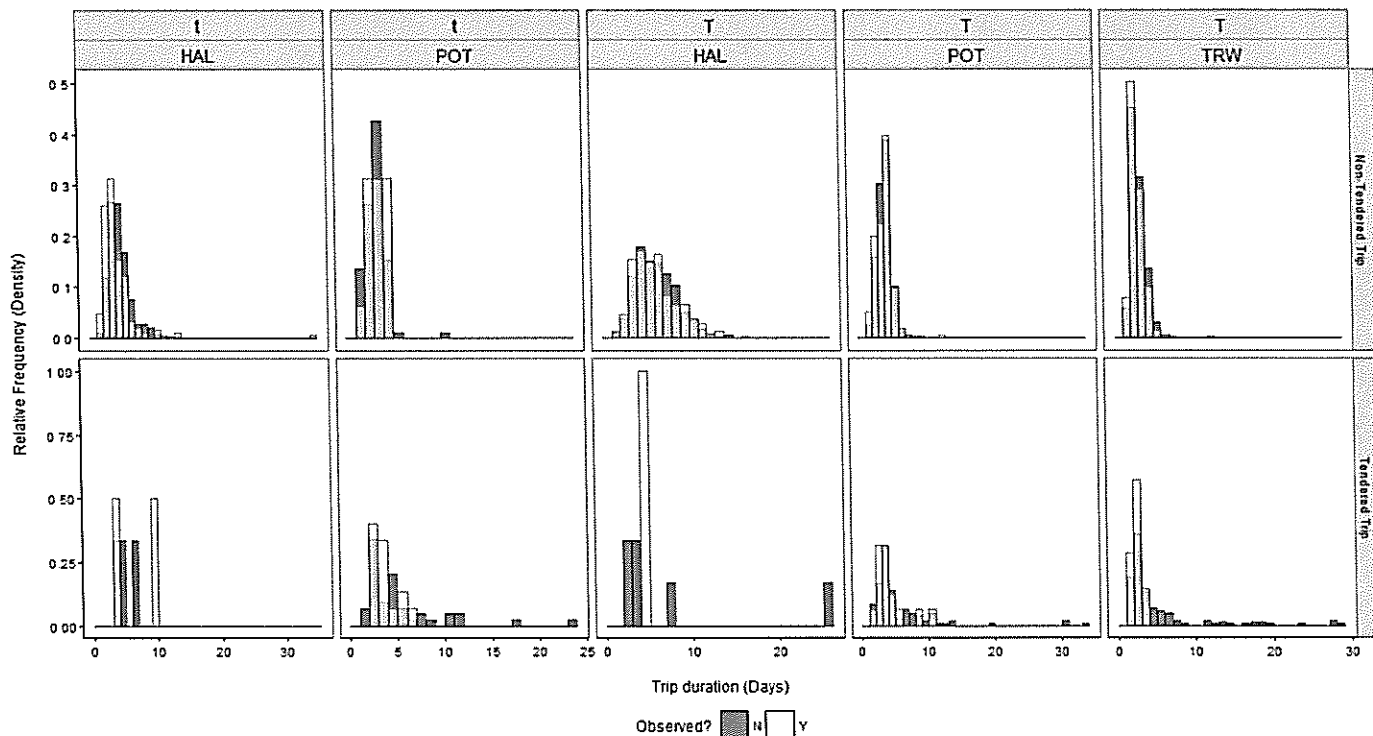 t t T T T
HAL POT HAL POT TRW
0.5
0.4
0.3
0.2
0.1
0.0
Non-Tendered Trip
1.00
0.75
0.50
0.25
0.00
Tendered Trip
Relative Frequency (Density)
0 10 20 30 0 5 10 15 20 25 0 10 20 0 10 20 30 0 10 20 30
Trip duration (Days)
Observed? N Y